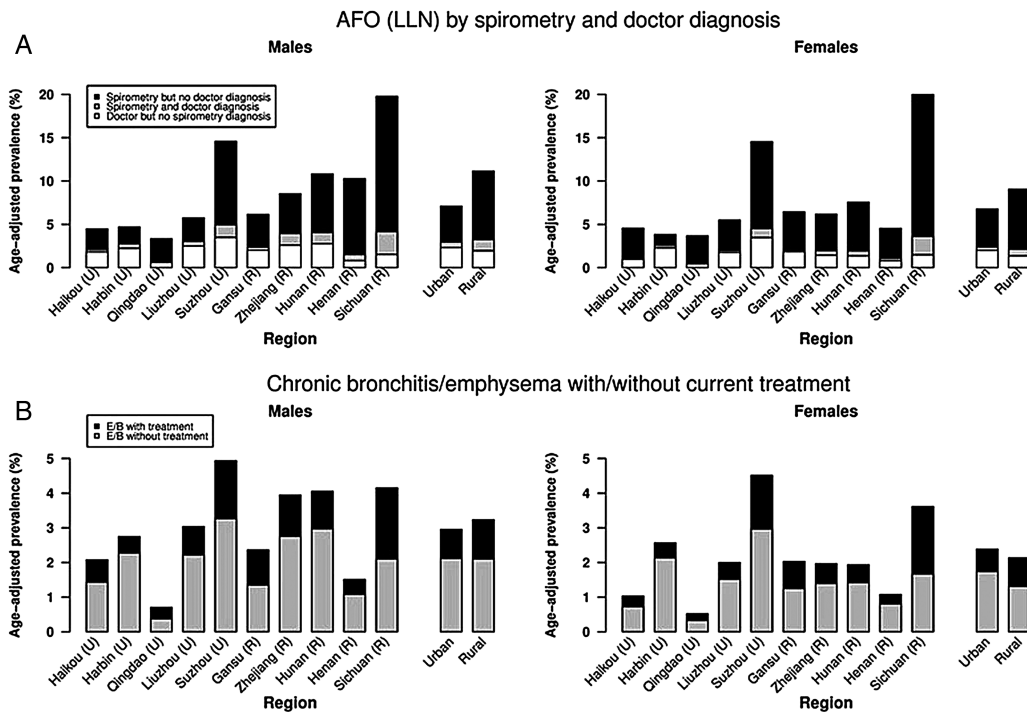 AFO (LLN) by spirometry and doctor diagnosis
A
Males
Females
Age-adjusted prevalence (%)
20
15
10
5
0
Spirometry but no doctor diagnosis
Spirometry and doctor diagnosis
Doctor but no spirometry diagnosis
Haikou (U)
Harbin (U)
Qingdao (U)
Liuzhou (U)
Suzhou (U)
Gansu (R)
Zhejiang (R)
Hunan (R)
Henan (R)
Sichuan (R)
Urban
Rural
Region
Age-adjusted prevalence (%)
20
15
10
5
0
Haikou (U)
Harbin (U)
Qingdao (U)
Liuzhou (U)
Suzhou (U)
Gansu (R)
Zhejiang (R)
Hunan (R)
Henan (R)
Sichuan (R)
Urban
Rural
Region
Chronic bronchitis/emphysema with/without current treatment
B
Males
Females
Age-adjusted prevalence (%)
5
4
3
2
1
0
E/B with treatment
E/B without treatment
Haikou (U)
Harbin (U)
Qingdao (U)
Liuzhou (U)
Suzhou (U)
Gansu (R)
Zhejiang (R)
Hunan (R)
Henan (R)
Sichuan (R)
Urban
Rural
Region
Age-adjusted prevalence (%)
5
4
3
2
1
0
Haikou (U)
Harbin (U)
Qingdao (U)
Liuzhou (U)
Suzhou (U)
Gansu (R)
Zhejiang (R)
Hunan (R)
Henan (R)
Sichuan (R)
Urban
Rural
Region